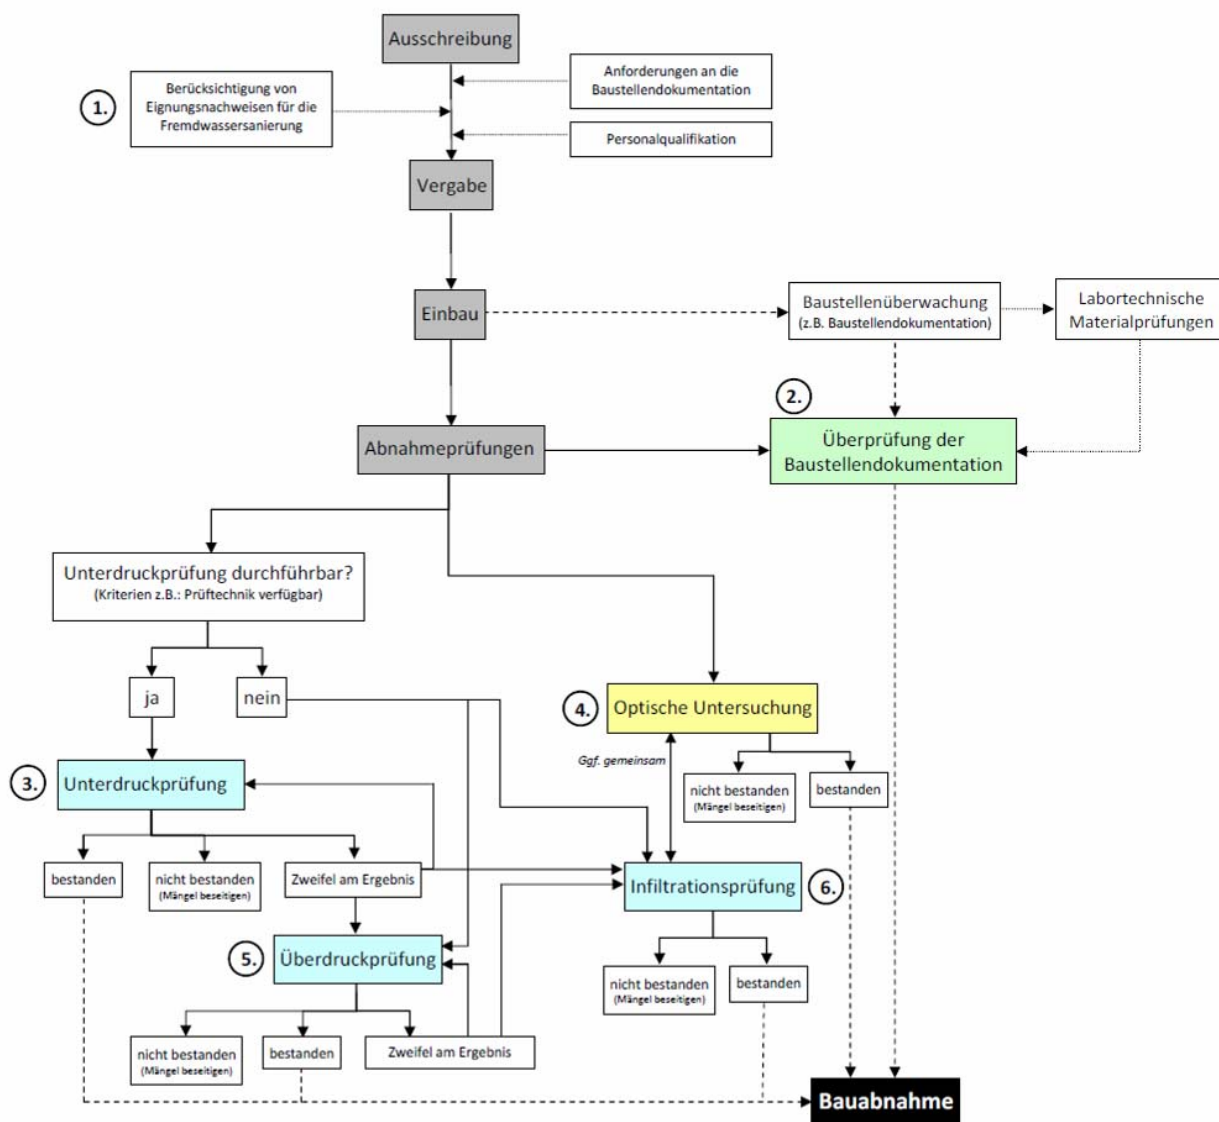 Ausschreibung
Anforderungen an die
Baustellendokumentation
1.
Berücksichtigung von
Eignungsnachweisen für die
Fremdwassersanierung
Personalqualifikation
Vergabe
Einbau
Baustellenüberwachung
(z.B. Baustellendokumentation)
Labortechnische
Materialprüfungen
2.
Abnahmeprüfungen
Überprüfung der
Baustellendokumentation
Unterdruckprüfung durchführbar?
(Kriterien z.B.: Prüftechnik verfügbar)
ja
nein
4.
Optische Untersuchung
Ggf. gemeinsam
3.
Unterdruckprüfung
nicht bestanden
(Mängel beseitigen)
bestanden
bestanden
nicht bestanden
(Mängel beseitigen)
Zweifel am Ergebnis
Infiltrationsprüfung
6.
5.
Überdruckprüfung
nicht bestanden
(Mängel beseitigen)
bestanden
nicht bestanden
(Mängel beseitigen)
bestanden
Zweifel am Ergebnis
Bauabnahme